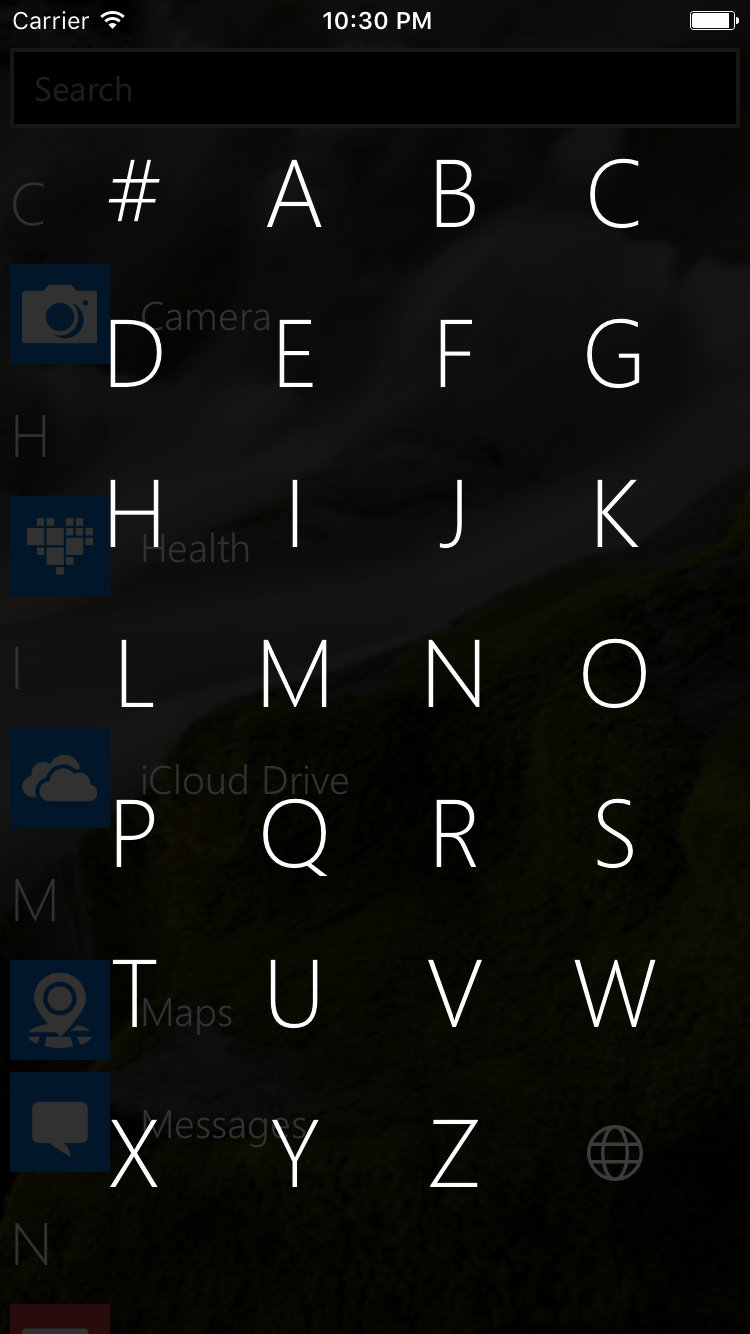 Carrier 10:30 PM
Search
C
# A B C
Camera
D E F G
H
H I J K
Health
I
L M N O
iCloud Drive
P Q R S
M
T U V W
Maps
Messages
X Y Z
N